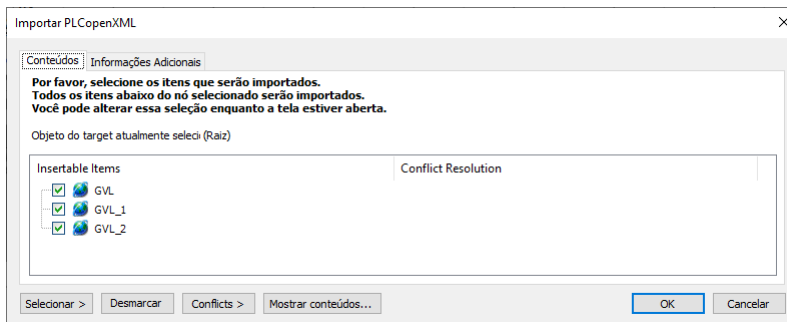 Importar PLCopenXML
Conteúdos Informações Adicionais
Por favor, selecione os itens que serão importados.
Todos os itens abaixo do nó selecionado serão importados.
Você pode alterar essa seleção enquanto a tela estiver aberta.
Objeto do target atualmente seleci (Raiz)
Insertable Items Conflict Resolution
GVL
GVL_1
GVL_2
Selecionar > Desmarcar Conflicts > Mostrar conteúdos... OK Cancelar